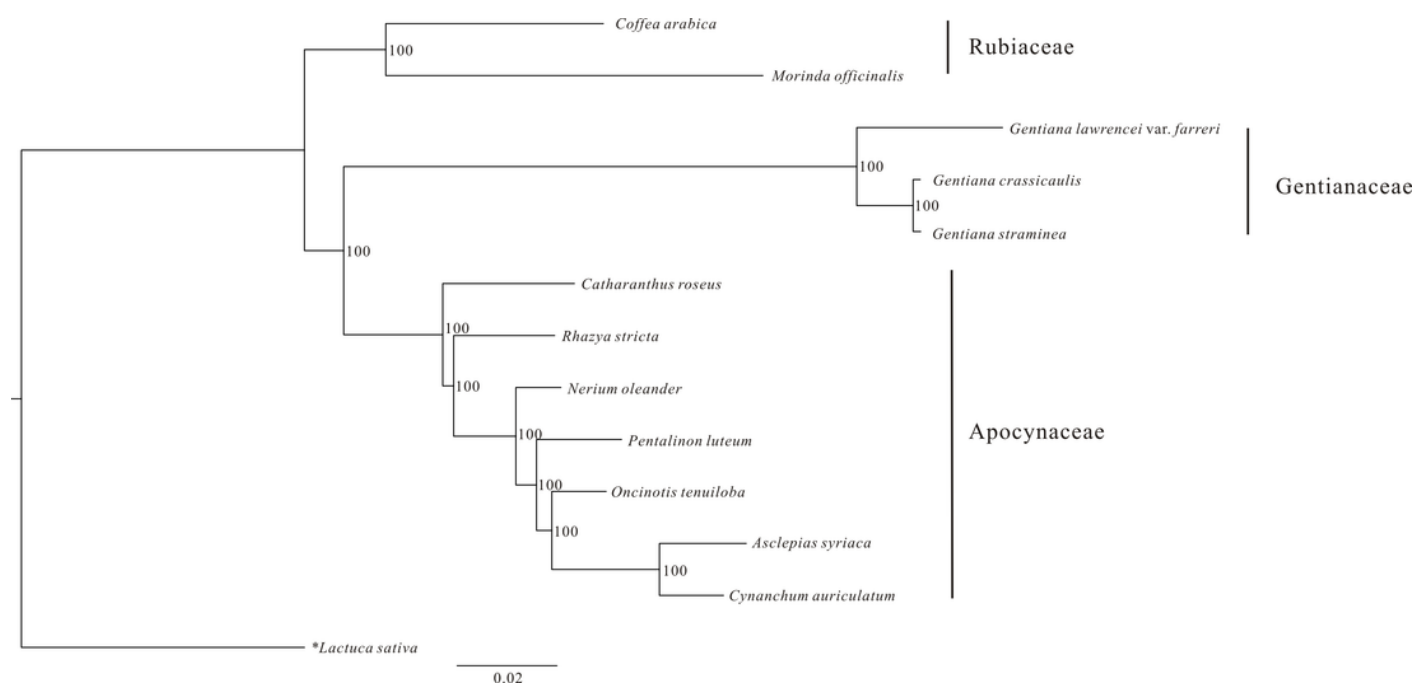 Coffea arabica
100
Rubiaceae
Morinda officinalis
Gentiana lawrencei var. farreri
100
Gentiana crassicaulis
Gentianaceae
100
Gentiana straminea
100
Catharanthus roseus
100
Rhazya stricta
100
Nerium oleander
100
Pentalinon luteum
Apocynaceae
100
Oncinotis tenuiloba
100
Asclepias syriaca
100
Cynanchum auriculatum
*Lactuca sativa
0.02